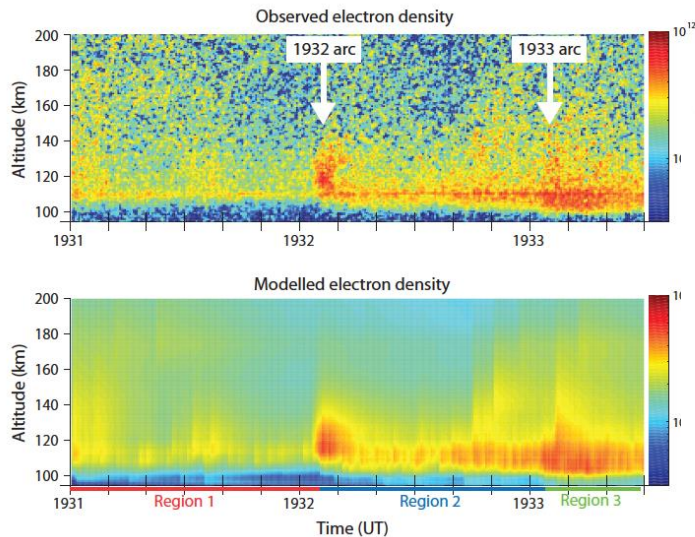 Observed electron density
200
180
160
140
120
100
Altitude (km)
1932 arc
1933 arc
10^12
1931
1932
1933
Modelled electron density
200
180
160
140
120
100
Altitude (km)
1931
1932
1933
Region 1
Region 2
Region 3
Time (UT)